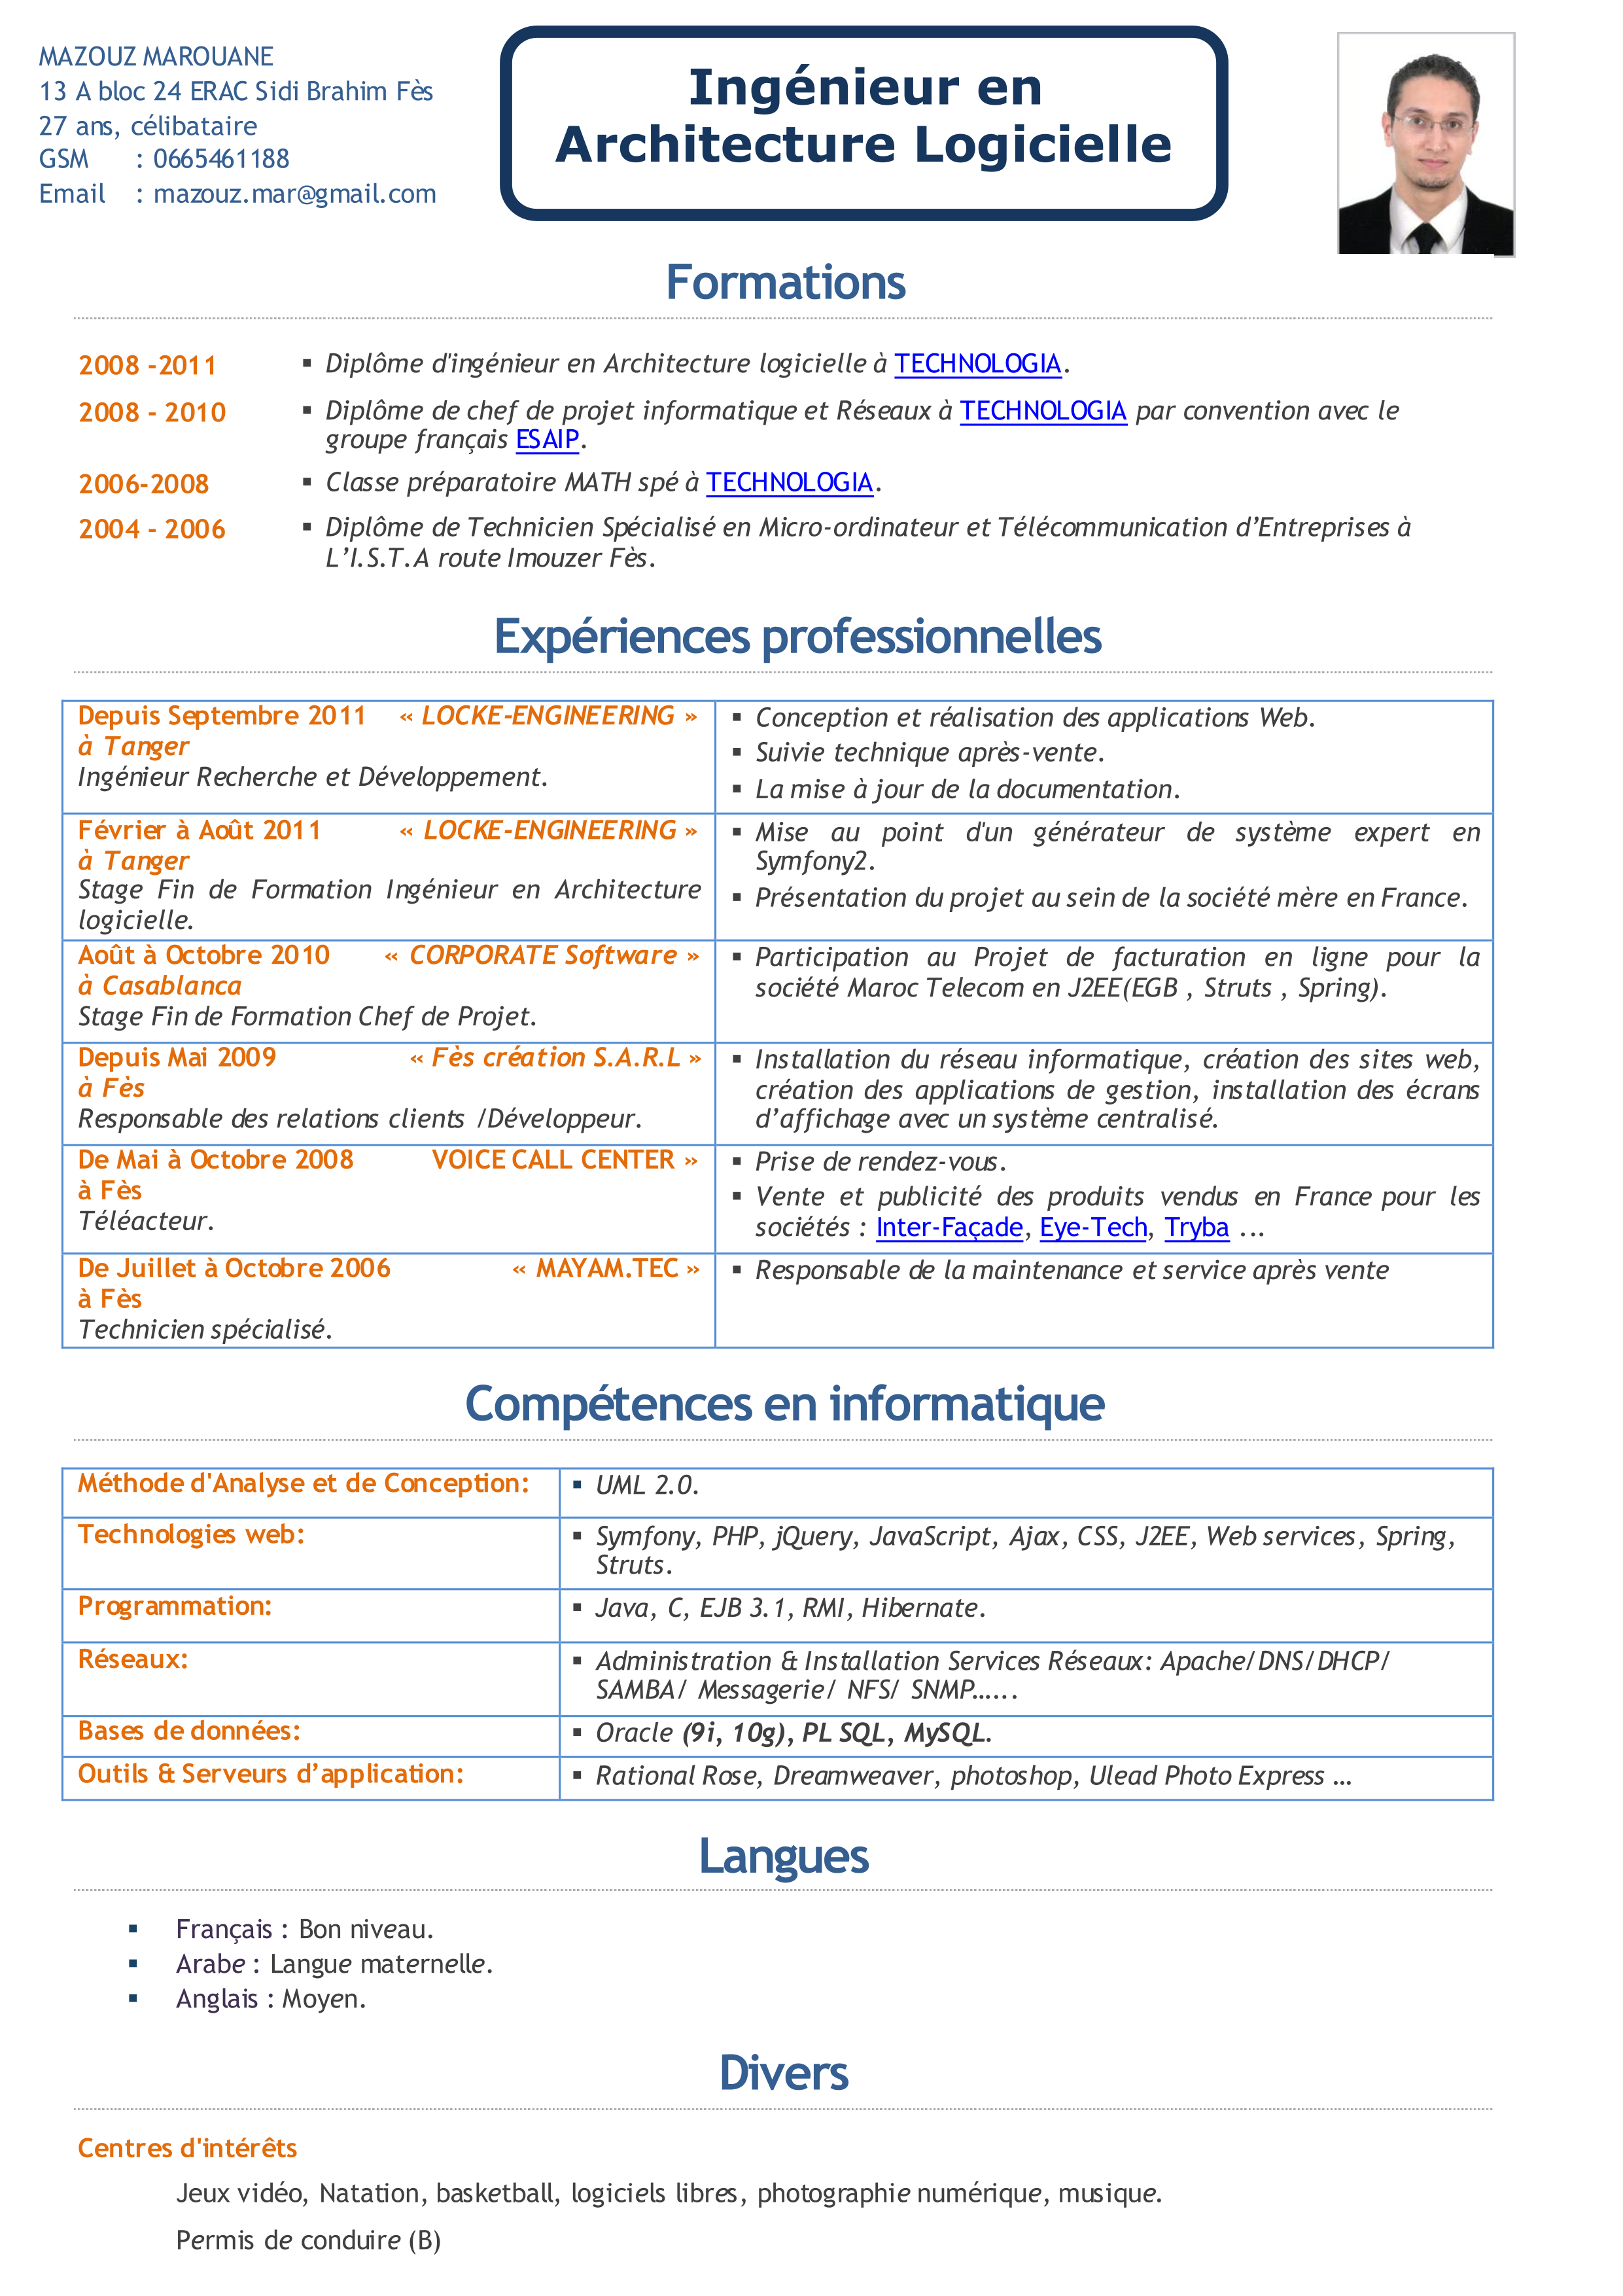 MAZOUZ MAROUANE
13 A bloc 24 ERAC Sidi Brahim Fès
27 ans, célibataire
GSM : 0665461188
Email : mazouz.mar@gmail.com
Ingénieur en
Architecture Logicielle
Formations
2008 -2011 ▪ Diplôme d'ingénieur en Architecture logicielle à TECHNOLOGIA.
2008 - 2010 ▪ Diplôme de chef de projet informatique et Réseaux à TECHNOLOGIA par convention avec le
groupe français ESAIP.
2006-2008 ▪ Classe préparatoire MATH spé à TECHNOLOGIA.
2004 - 2006 ▪ Diplôme de Technicien Spécialisé en Micro-ordinateur et Télécommunication d’Entreprises à
L’I.S.T.A route Imouzer Fès.
Expériences professionnelles
Depuis Septembre 2011 « LOCKE-ENGINEERING »
à Tanger
Ingénieur Recherche et Développement.
▪ Conception et réalisation des applications Web.
▪ Suivie technique après-vente.
▪ La mise à jour de la documentation.
Février à Août 2011 « LOCKE-ENGINEERING »
à Tanger
Stage Fin de Formation Ingénieur en Architecture
logicielle.
▪ Mise au point d'un générateur de système expert en
Symfony2.
▪ Présentation du projet au sein de la société mère en France.
Août à Octobre 2010 « CORPORATE Software »
à Casablanca
Stage Fin de Formation Chef de Projet.
▪ Participation au Projet de facturation en ligne pour la
société Maroc Telecom en J2EE(EGB , Struts , Spring).
Depuis Mai 2009 « Fès création S.A.R.L »
à Fès
Responsable des relations clients /Développeur.
▪ Installation du réseau informatique, création des sites web,
création des applications de gestion, installation des écrans
d’affichage avec un système centralisé.
De Mai à Octobre 2008 VOICE CALL CENTER »
à Fès
Téléacteur.
▪ Prise de rendez-vous.
▪ Vente et publicité des produits vendus en France pour les
sociétés : Inter-Façade, Eye-Tech, Tryba ...
De Juillet à Octobre 2006 « MAYAM.TEC »
à Fès
Technicien spécialisé.
▪ Responsable de la maintenance et service après vente
Compétences en informatique
Méthode d'Analyse et de Conception: ▪ UML 2.0.
Technologies web: ▪ Symfony, PHP, jQuery, JavaScript, Ajax, CSS, J2EE, Web services, Spring,
Struts.
Programmation: ▪ Java, C, EJB 3.1, RMI, Hibernate.
Réseaux: ▪ Administration & Installation Services Réseaux: Apache/DNS/DHCP/
SAMBA/ Messagerie/ NFS/ SNMP…...
Bases de données: ▪ Oracle (9i, 10g), PL SQL, MySQL.
Outils & Serveurs d’application: ▪ Rational Rose, Dreamweaver, photoshop, Ulead Photo Express …
Langues
▪ Français : Bon niveau.
▪ Arabe : Langue maternelle.
▪ Anglais : Moyen.
Divers
Centres d'intérêts
Jeux vidéo, Natation, basketball, logiciels libres, photographie numérique, musique.
Permis de conduire (B)